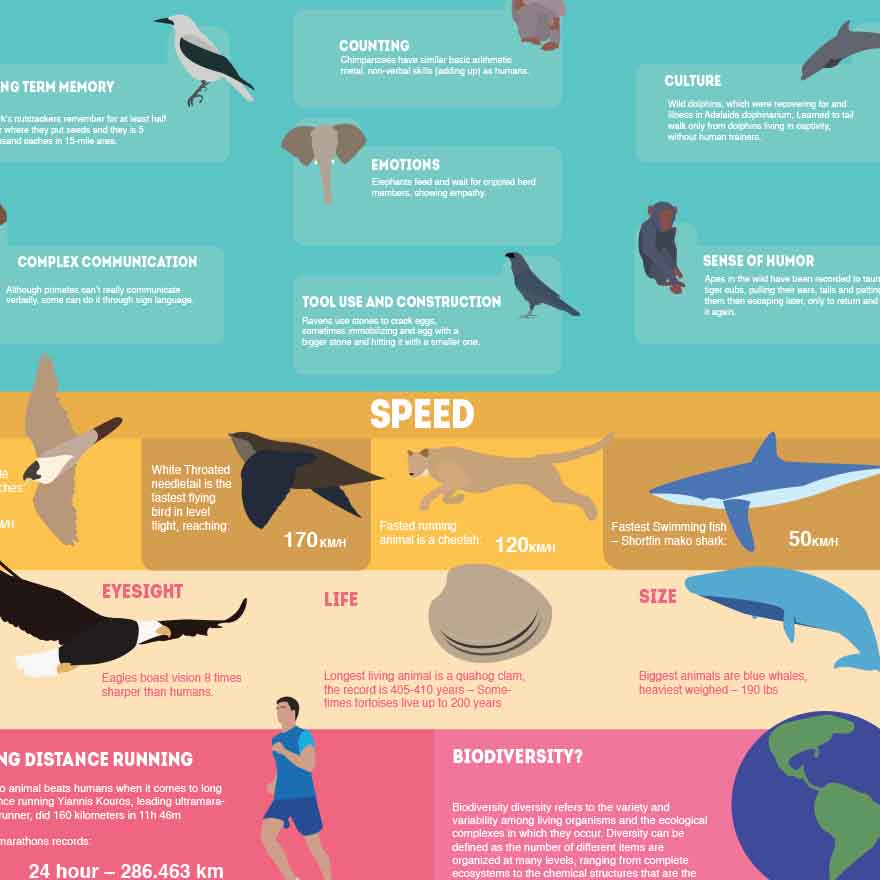 COUNTING
Chimpanzees have similar basic arithmetic
metal, non-verbal skills (adding up) as humans.
NG TERM MEMORY
k's nutcrackers remember for at least half
r where they put seeds and they is 5
usand caches in 15-mile area.
CULTURE
Wild dolphins, which were recovering for and
illness in Adelaide dophinarium, Learned to tail
walk only from dolphins living in captivity,
without human trainers.
EMOTIONS
Elephants feed and wait for crippled herd
members, showing empathy.
COMPLEX COMMUNICATION
Although primates can't really communicate
verbally, some can do it through sign language.
SENSE OF HUMOR
Apes in the wild have been recorded to taun
tiger cubs, pulling their ears, tails and patting
them then escaping later, only to return and
it again.
TOOL USE AND CONSTRUCTION
Ravens use stones to crack eggs,
sometimes immobilizing and egg with a
bigger stone and hitting it with a smaller one.
SPEED
le
ches:
KM/H
White Throated
needletail is the
fastest flying
bird in level
flight, reaching:
170 KM/H
Fasted running
animal is a cheetah:
120KM/H
Fastest Swimming fish
– Shortfin mako shark:
50KM/H
EYESIGHT
Eagles boast vision 8 times
sharper than humans.
LIFE
Longest living animal is a quahog clam,
the record is 405-410 years – Some-
times tortoises live up to 200 years
SIZE
Biggest animals are blue whales,
heaviest weighed – 190 lbs
NG DISTANCE RUNNING
o animal beats humans when it comes to long
nce running Yiannis Kouros, leading ultramara-
runner, did 160 kilometers in 11h 46m
marathons records:
24 hour – 286.463 km
BIODIVERSITY?
Biodiversity diversity refers to the variety and
variability among living organisms and the ecological
complexes in which they occur. Diversity can be
defined as the number of different items are
organized at many levels, ranging from complete
ecosystems to the chemical structures that are the